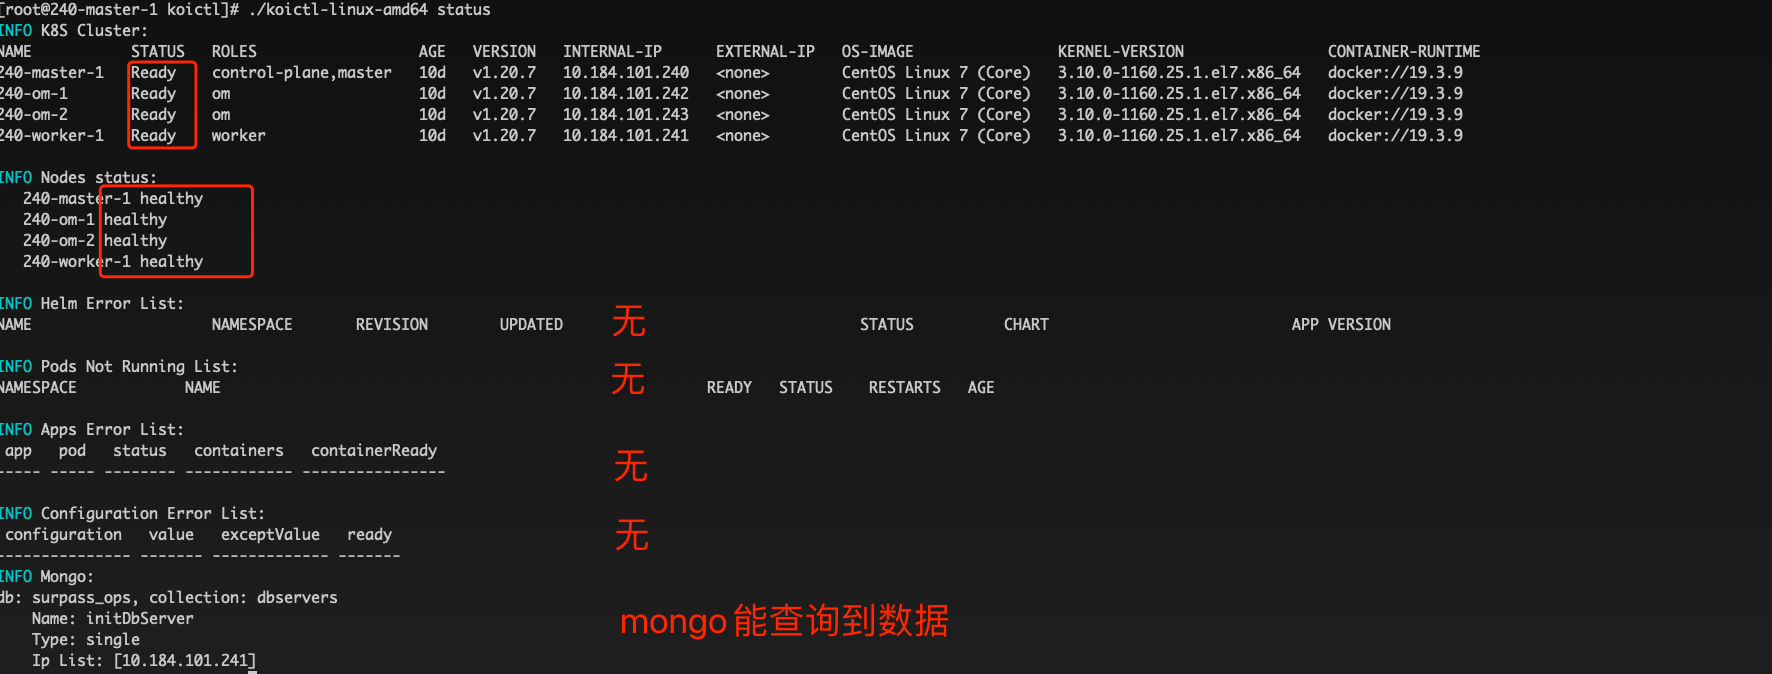 [root@240-master-1 koictl]# ./koictl-linux-amd64 status
INFO K8S Cluster:
NAME STATUS ROLES AGE VERSION INTERNAL-IP EXTERNAL-IP OS-IMAGE KERNEL-VERSION CONTAINER-RUNTIME
240-master-1 Ready control-plane,master 10d v1.20.7 10.184.101.240 <none> CentOS Linux 7 (Core) 3.10.0-1160.25.1.el7.x86_64 docker://19.3.9
240-om-1 Ready om 10d v1.20.7 10.184.101.242 <none> CentOS Linux 7 (Core) 3.10.0-1160.25.1.el7.x86_64 docker://19.3.9
240-om-2 Ready om 10d v1.20.7 10.184.101.243 <none> CentOS Linux 7 (Core) 3.10.0-1160.25.1.el7.x86_64 docker://19.3.9
240-worker-1 Ready worker 10d v1.20.7 10.184.101.241 <none> CentOS Linux 7 (Core) 3.10.0-1160.25.1.el7.x86_64 docker://19.3.9
INFO Nodes status:
240-master-1 healthy
240-om-1 healthy
240-om-2 healthy
240-worker-1 healthy
INFO Helm Error List:
NAME NAMESPACE REVISION UPDATED 无 STATUS CHART APP VERSION
INFO Pods Not Running List:
NAMESPACE NAME 无 READY STATUS RESTARTS AGE
INFO Apps Error List:
app pod status containers containerReady
----- ----- -------- ------------ ---------------- 无
INFO Configuration Error List:
configuration value exceptValue ready 无
--------------- ------- ------------- -------
INFO Mongo:
db: surpass_ops, collection: dbservers
Name: initDbServer mongo能查询到数据
Type: single
Ip List: [10.184.101.241]